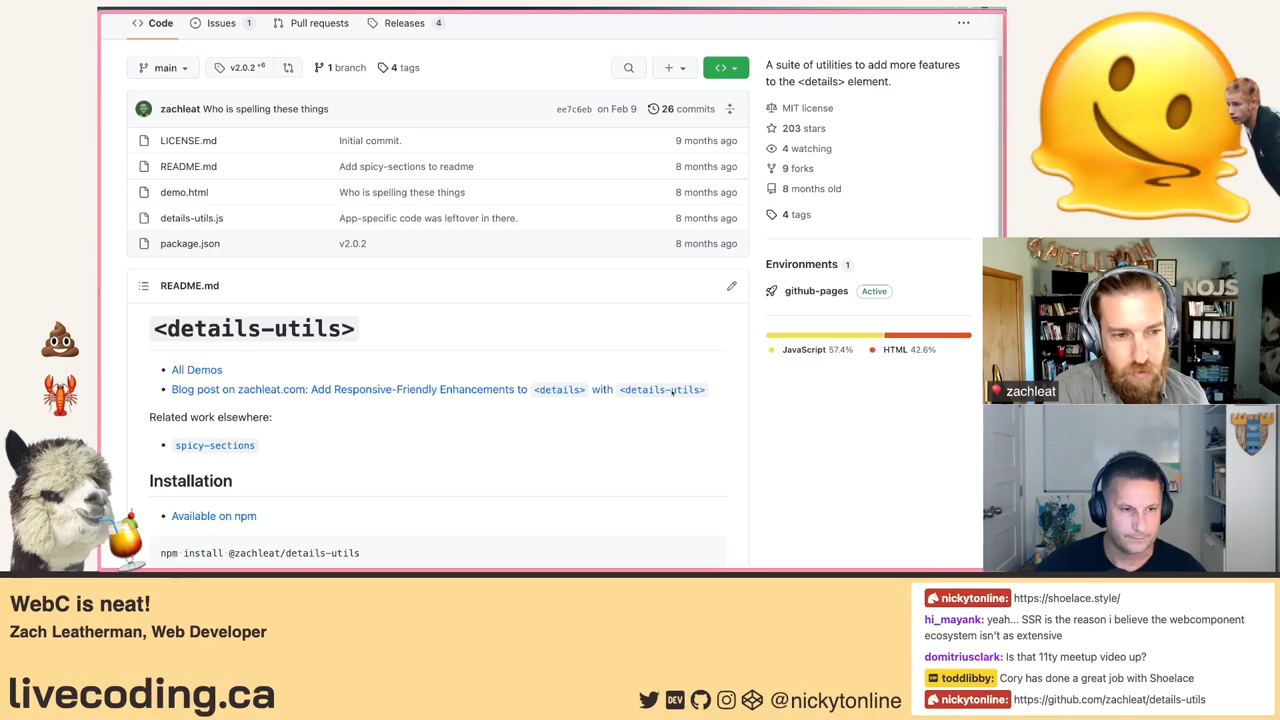 Code
Issues 1
Pull requests
Releases 4
main
v2.0.2 +6
1 branch
4 tags
zachleat Who is spelling these things
ee7c6eb on Feb 9
26 commits
LICENSE.md Initial commit. 9 months ago
README.md Add spicy-sections to readme 8 months ago
demo.html Who is spelling these things 8 months ago
details-utils.js App-specific code was leftover in there. 8 months ago
package.json v2.0.2 8 months ago
README.md
<details-utils>
All Demos
Blog post on zachleat.com: Add Responsive-Friendly Enhancements to <details> with <details-utils>
Related work elsewhere:
spicy-sections
Installation
Available on npm
npm install @zachleat/details-utils
A suite of utilities to add more features
to the <details> element.
MIT license
203 stars
4 watching
9 forks
8 months old
4 tags
Environments 1
github-pages Active
JavaScript 57.4% HTML 42.6%
NOJS
zachleat
WebC is neat!
Zach Leatherman, Web Developer
livecoding.ca
DEV
@nickytonline
nickytonline: https://shoelace.style/
hi_mayank: yeah... SSR is the reason i believe the webcomponent
ecosystem isn't as extensive
domitriusclark: Is that 11ty meetup video up?
toddlibby: Cory has done a great job with Shoelace
nickytonline: https://github.com/zachleat/details-utils